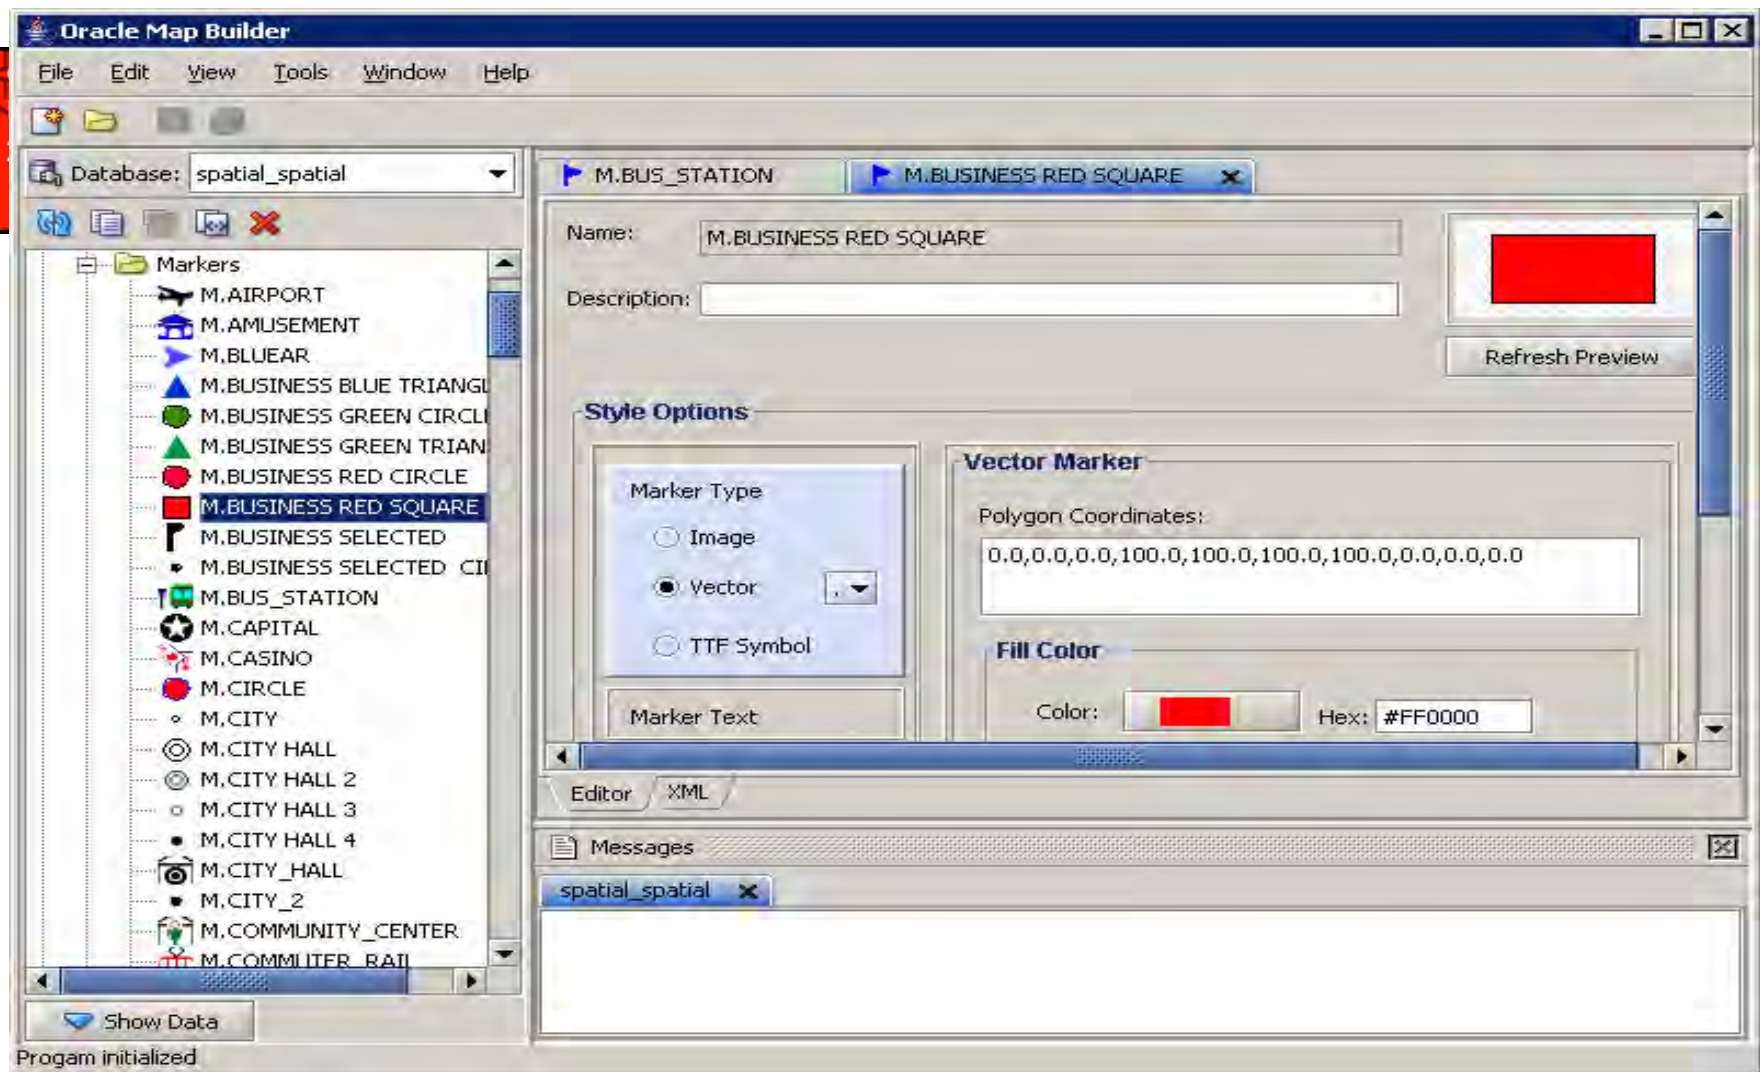 Oracle Map Builder
File Edit View Tools Window Help
Database: spatial_spatial
Markers
M.AIRPORT
M.AMUSEMENT
M.BLUEAR
M.BUSINESS BLUE TRIANGL
M.BUSINESS GREEN CIRCLI
M.BUSINESS GREEN TRIAN
M.BUSINESS RED CIRCLE
M.BUSINESS RED SQUARE
M.BUSINESS SELECTED
M.BUSINESS SELECTED CI
M.BUS_STATION
M.CAPITAL
M.CASINO
M.CIRCLE
M.CITY
M.CITY HALL
M.CITY HALL 2
M.CITY HALL 3
M.CITY HALL 4
M.CITY_HALL
M.CITY_2
M.COMMUNITY_CENTER
M.COMMUTER_RAIL
Show Data
M.BUS_STATION M.BUSINESS RED SQUARE
Name: M.BUSINESS RED SQUARE
Description:
Refresh Preview
Style Options
Marker Type
Image
Vector .
TTF Symbol
Marker Text
Vector Marker
Polygon Coordinates:
0.0,0.0,0.0,100.0,100.0,100.0,100.0,0.0,0.0,0.0
Fill Color
Color: Hex: #FF0000
Editor XML
Messages
spatial_spatial
Progam initialized